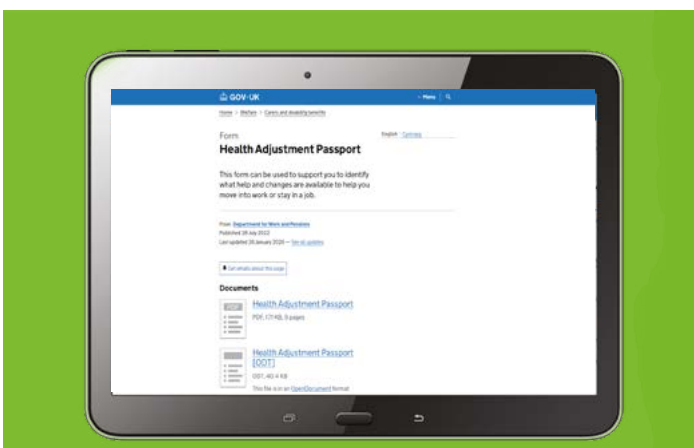 GOV.UK
Menu
Home > Welfare > Carers and disability benefits
Form
English Cymraeg
Health Adjustment Passport
This form can be used to support you to identify
what help and changes are available to help you
move into work or stay in a job.
From: Department for Work and Pensions
Published 28 July 2022
Last updated 26 January 2026 — See all updates
Get emails about this page
Documents
PDF
Health Adjustment Passport
PDF, 171 KB, 9 pages
Health Adjustment Passport
[ODT]
ODT, 40.4 KB
This file is in an OpenDocument format